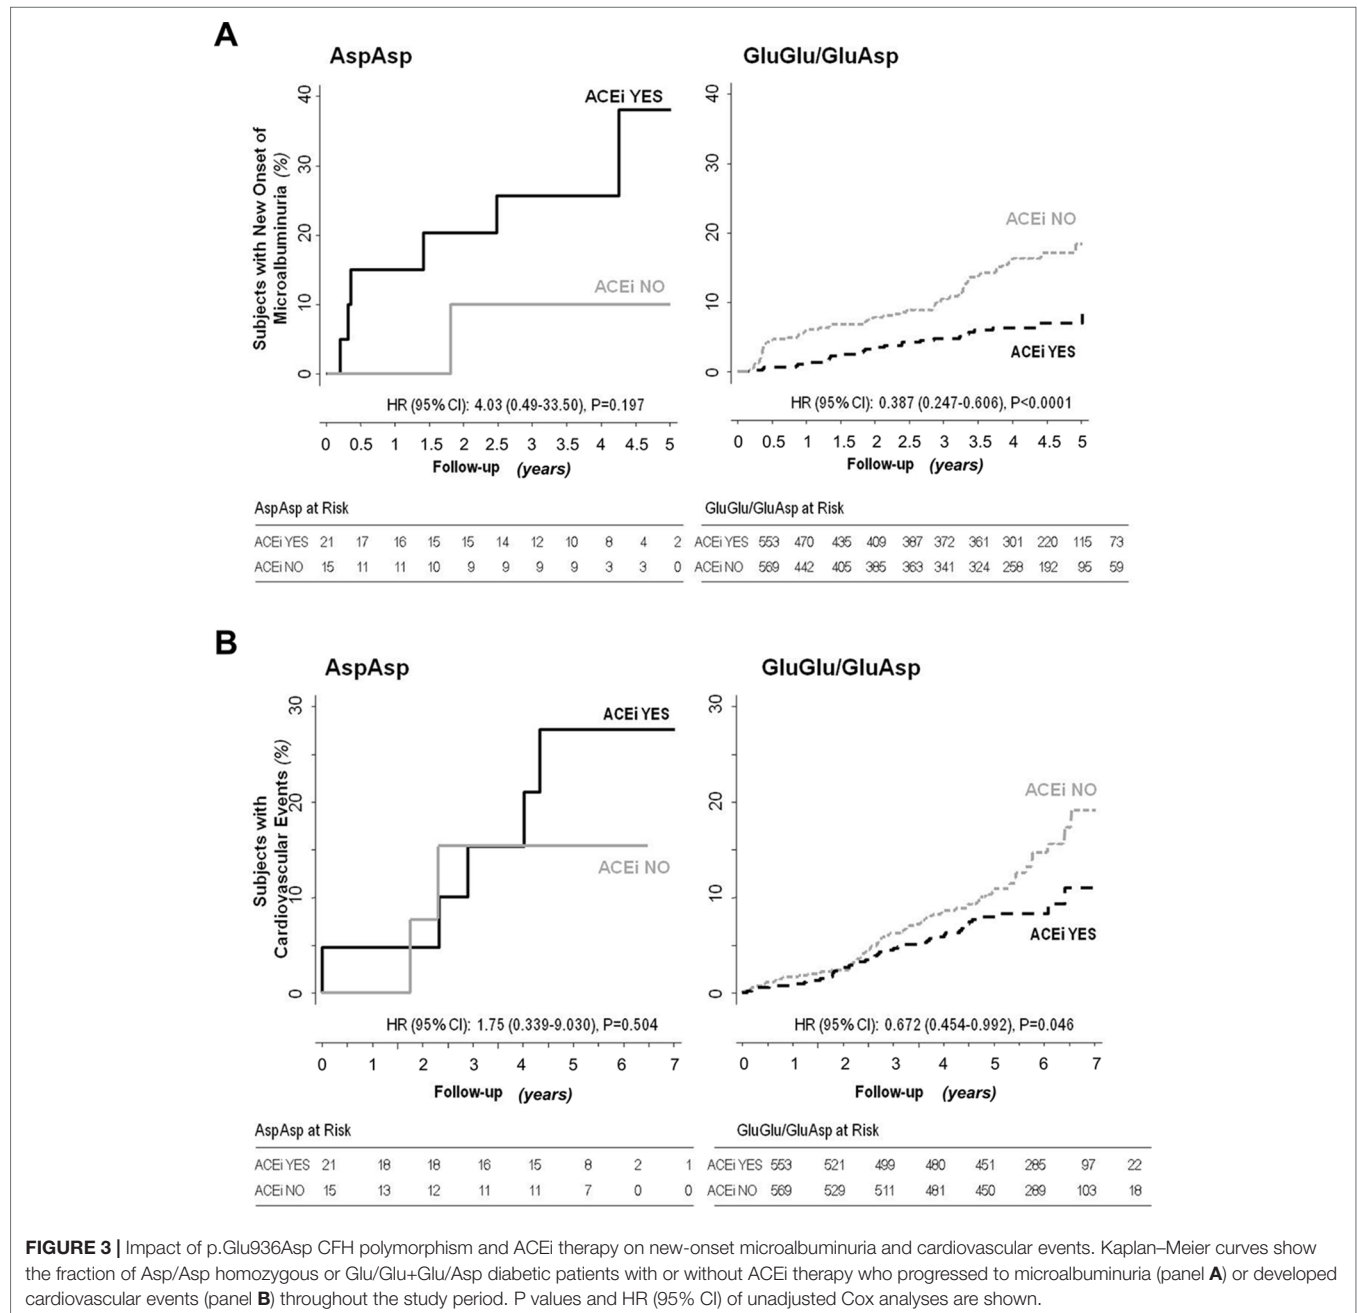 A
AspAsp
GluGlu/GluAsp
Subjects with New Onset of
Microalbuminuria (%)
40
30
20
10
0
ACEi YES
ACEi NO
HR (95% CI): 4.03 (0.49-33.50), P=0.197
0 0.5 1 1.5 2 2.5 3 3.5 4 4.5 5
Follow-up (years)
40
30
20
10
0
ACEi NO
ACEi YES
HR (95% CI): 0.387 (0.247-0.606), P<0.0001
0 0.5 1 1.5 2 2.5 3 3.5 4 4.5 5
Follow-up (years)
AspAsp at Risk
ACEi YES 21 17 16 15 15 14 12 10 8 4 2
ACEi NO 15 11 11 10 9 9 9 9 3 3 0
GluGlu/GluAsp at Risk
ACEi YES 553 470 435 409 387 372 361 301 220 115 73
ACEi NO 569 442 405 385 363 341 324 258 192 95 59
B
AspAsp
GluGlu/GluAsp
Subjects with
Cardiovascular Events (%)
30
20
10
0
ACEi YES
ACEi NO
HR (95% CI): 1.75 (0.339-9.030), P=0.504
0 1 2 3 4 5 6 7
Follow-up (years)
30
20
10
0
ACEi NO
ACEi YES
HR (95% CI): 0.672 (0.454-0.992), P=0.046
0 1 2 3 4 5 6 7
Follow-up (years)
AspAsp at Risk
ACEi YES 21 18 18 16 15 8 2 1
ACEi NO 15 13 12 11 11 7 0 0
GluGlu/GluAsp at Risk
ACEi YES 553 521 499 480 451 285 97 22
ACEi NO 569 529 511 481 450 289 103 18
FIGURE 3 | Impact of p.Glu936Asp CFH polymorphism and ACEi therapy on new-onset microalbuminuria and cardiovascular events. Kaplan–Meier curves show
the fraction of Asp/Asp homozygous or Glu/Glu+Glu/Asp diabetic patients with or without ACEi therapy who progressed to microalbuminuria (panel A) or developed
cardiovascular events (panel B) throughout the study period. P values and HR (95% CI) of unadjusted Cox analyses are shown.